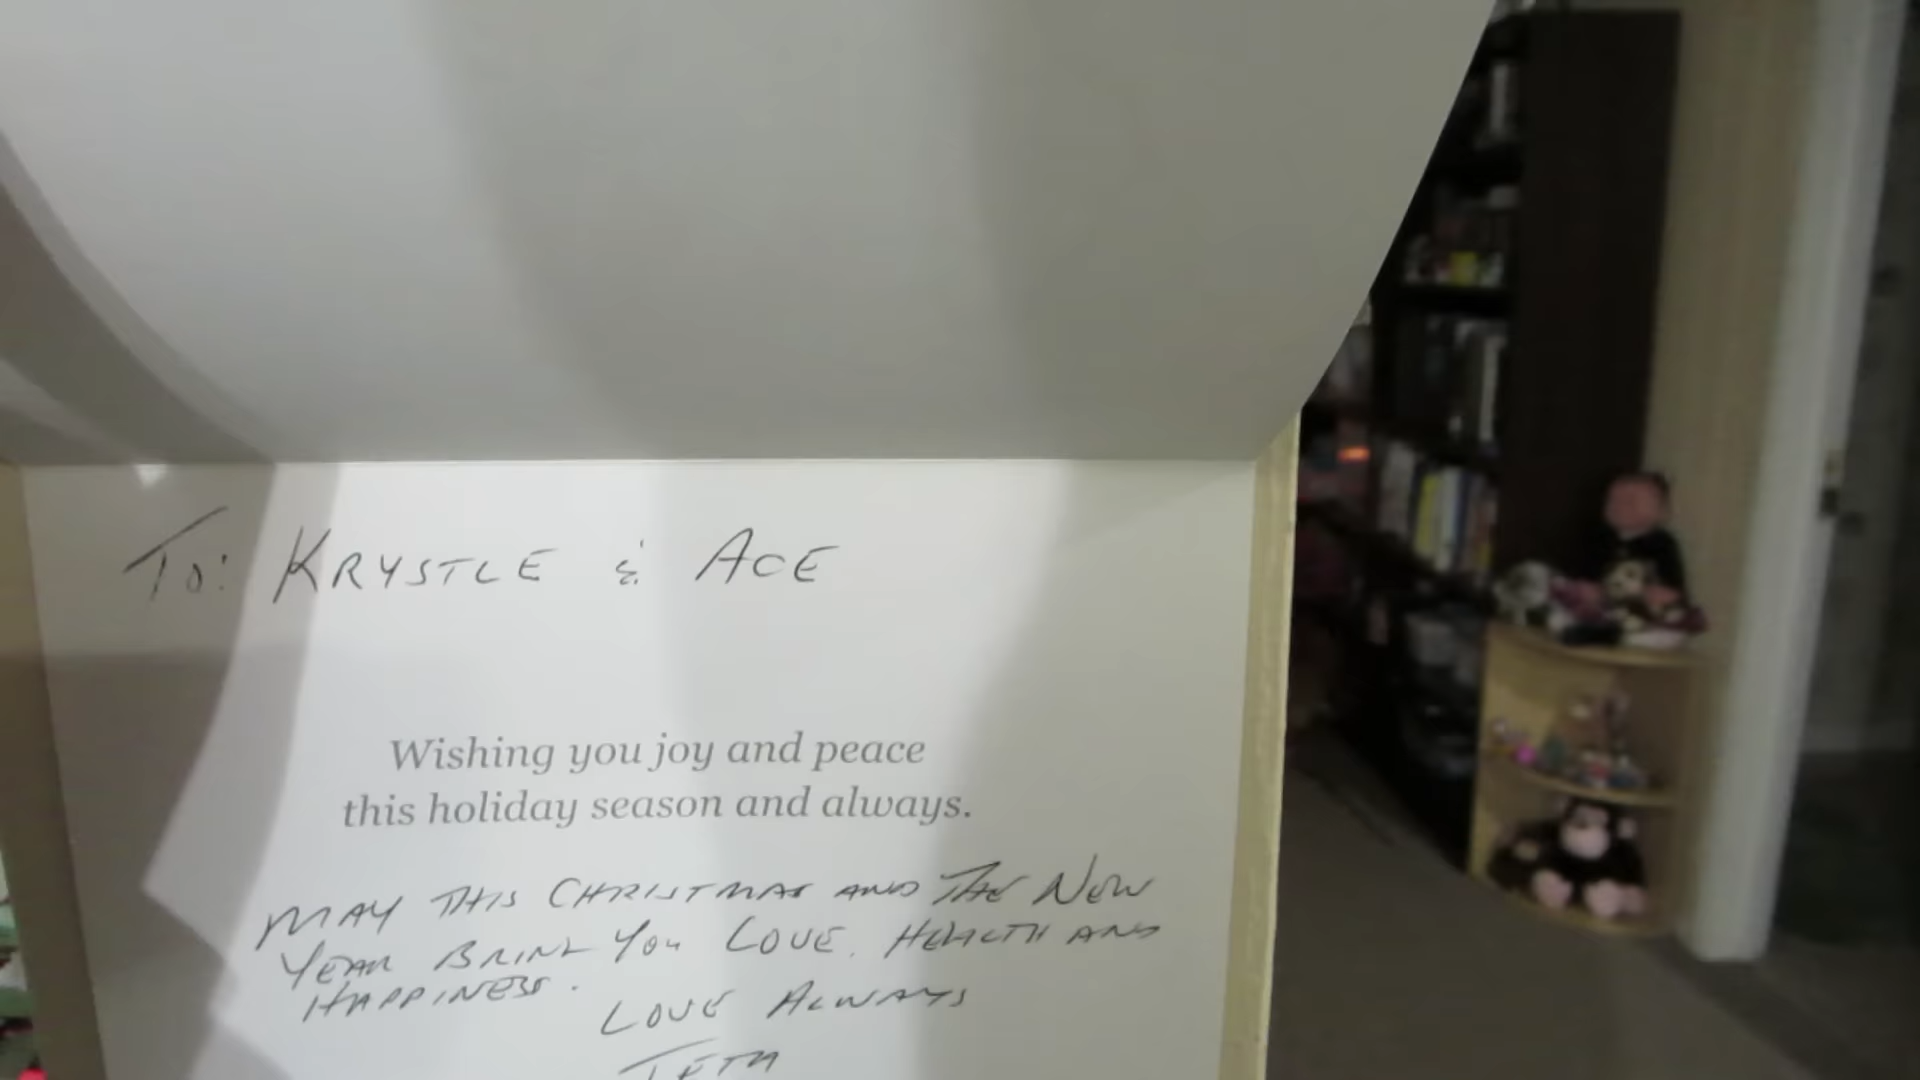 To: KRYSTLE & ACE
Wishing you joy and peace
this holiday season and always.
MAY THIS CHRISTMAS AND THE NEW
YEAR BRING YOU LOVE, HEALTH AND
HAPPINESS.
LOVE ALWAYS